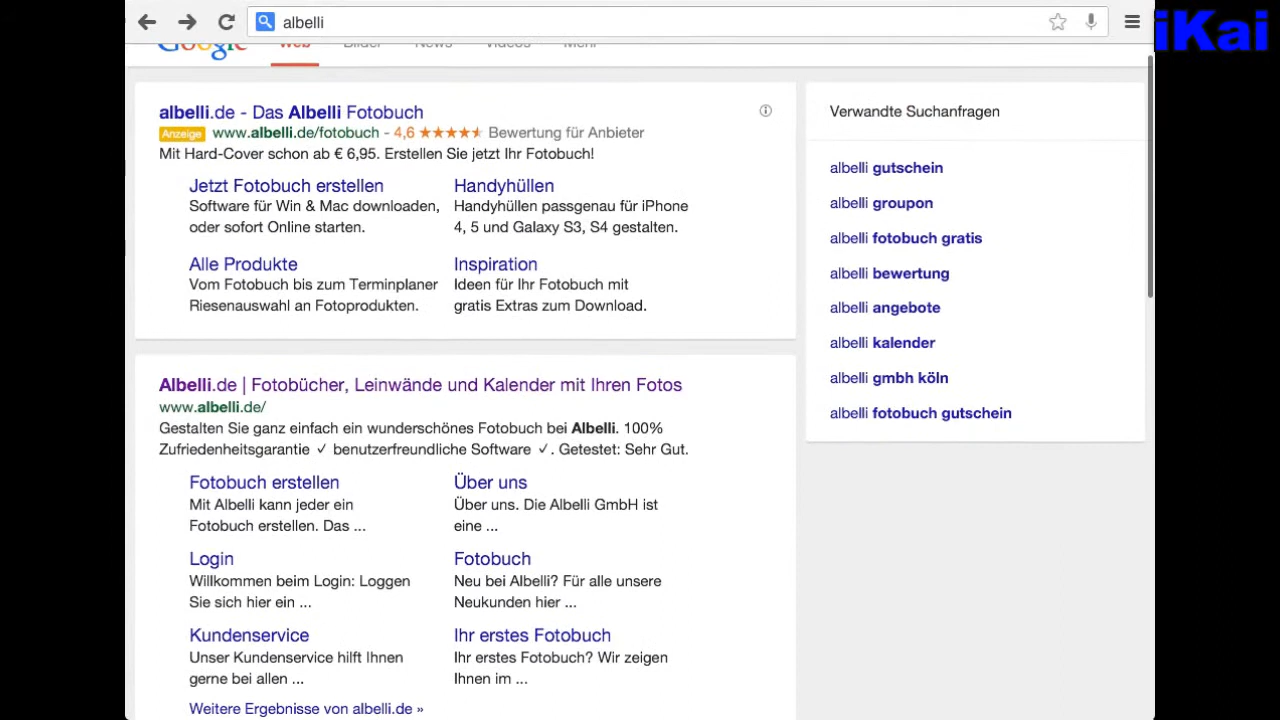 albelli
iKai
Google Web Bilder News Videos Mehr
albelli.de - Das Albelli Fotobuch
Anzeige www.albelli.de/fotobuch - 4,6 ★★★★★ Bewertung für Anbieter
Mit Hard-Cover schon ab € 6,95. Erstellen Sie jetzt Ihr Fotobuch!
Jetzt Fotobuch erstellen
Software für Win & Mac downloaden,
oder sofort Online starten.
Handyhüllen
Handyhüllen passgenau für iPhone
4, 5 und Galaxy S3, S4 gestalten.
Alle Produkte
Vom Fotobuch bis zum Terminplaner
Riesenauswahl an Fotoprodukten.
Inspiration
Ideen für Ihr Fotobuch mit
gratis Extras zum Download.
Albelli.de | Fotobücher, Leinwände und Kalender mit Ihren Fotos
www.albelli.de/
Gestalten Sie ganz einfach ein wunderschönes Fotobuch bei Albelli. 100%
Zufriedenheitsgarantie ✓ benutzerfreundliche Software ✓. Getestet: Sehr Gut.
Fotobuch erstellen
Mit Albelli kann jeder ein
Fotobuch erstellen. Das ...
Über uns
Über uns. Die Albelli GmbH ist
eine ...
Login
Willkommen beim Login: Loggen
Sie sich hier ein ...
Fotobuch
Neu bei Albelli? Für alle unsere
Neukunden hier ...
Kundenservice
Unser Kundenservice hilft Ihnen
gerne bei allen ...
Ihr erstes Fotobuch
Ihr erstes Fotobuch? Wir zeigen
Ihnen im ...
Weitere Ergebnisse von albelli.de »
Verwandte Suchanfragen
albelli gutschein
albelli groupon
albelli fotobuch gratis
albelli bewertung
albelli angebote
albelli kalender
albelli gmbh köln
albelli fotobuch gutschein